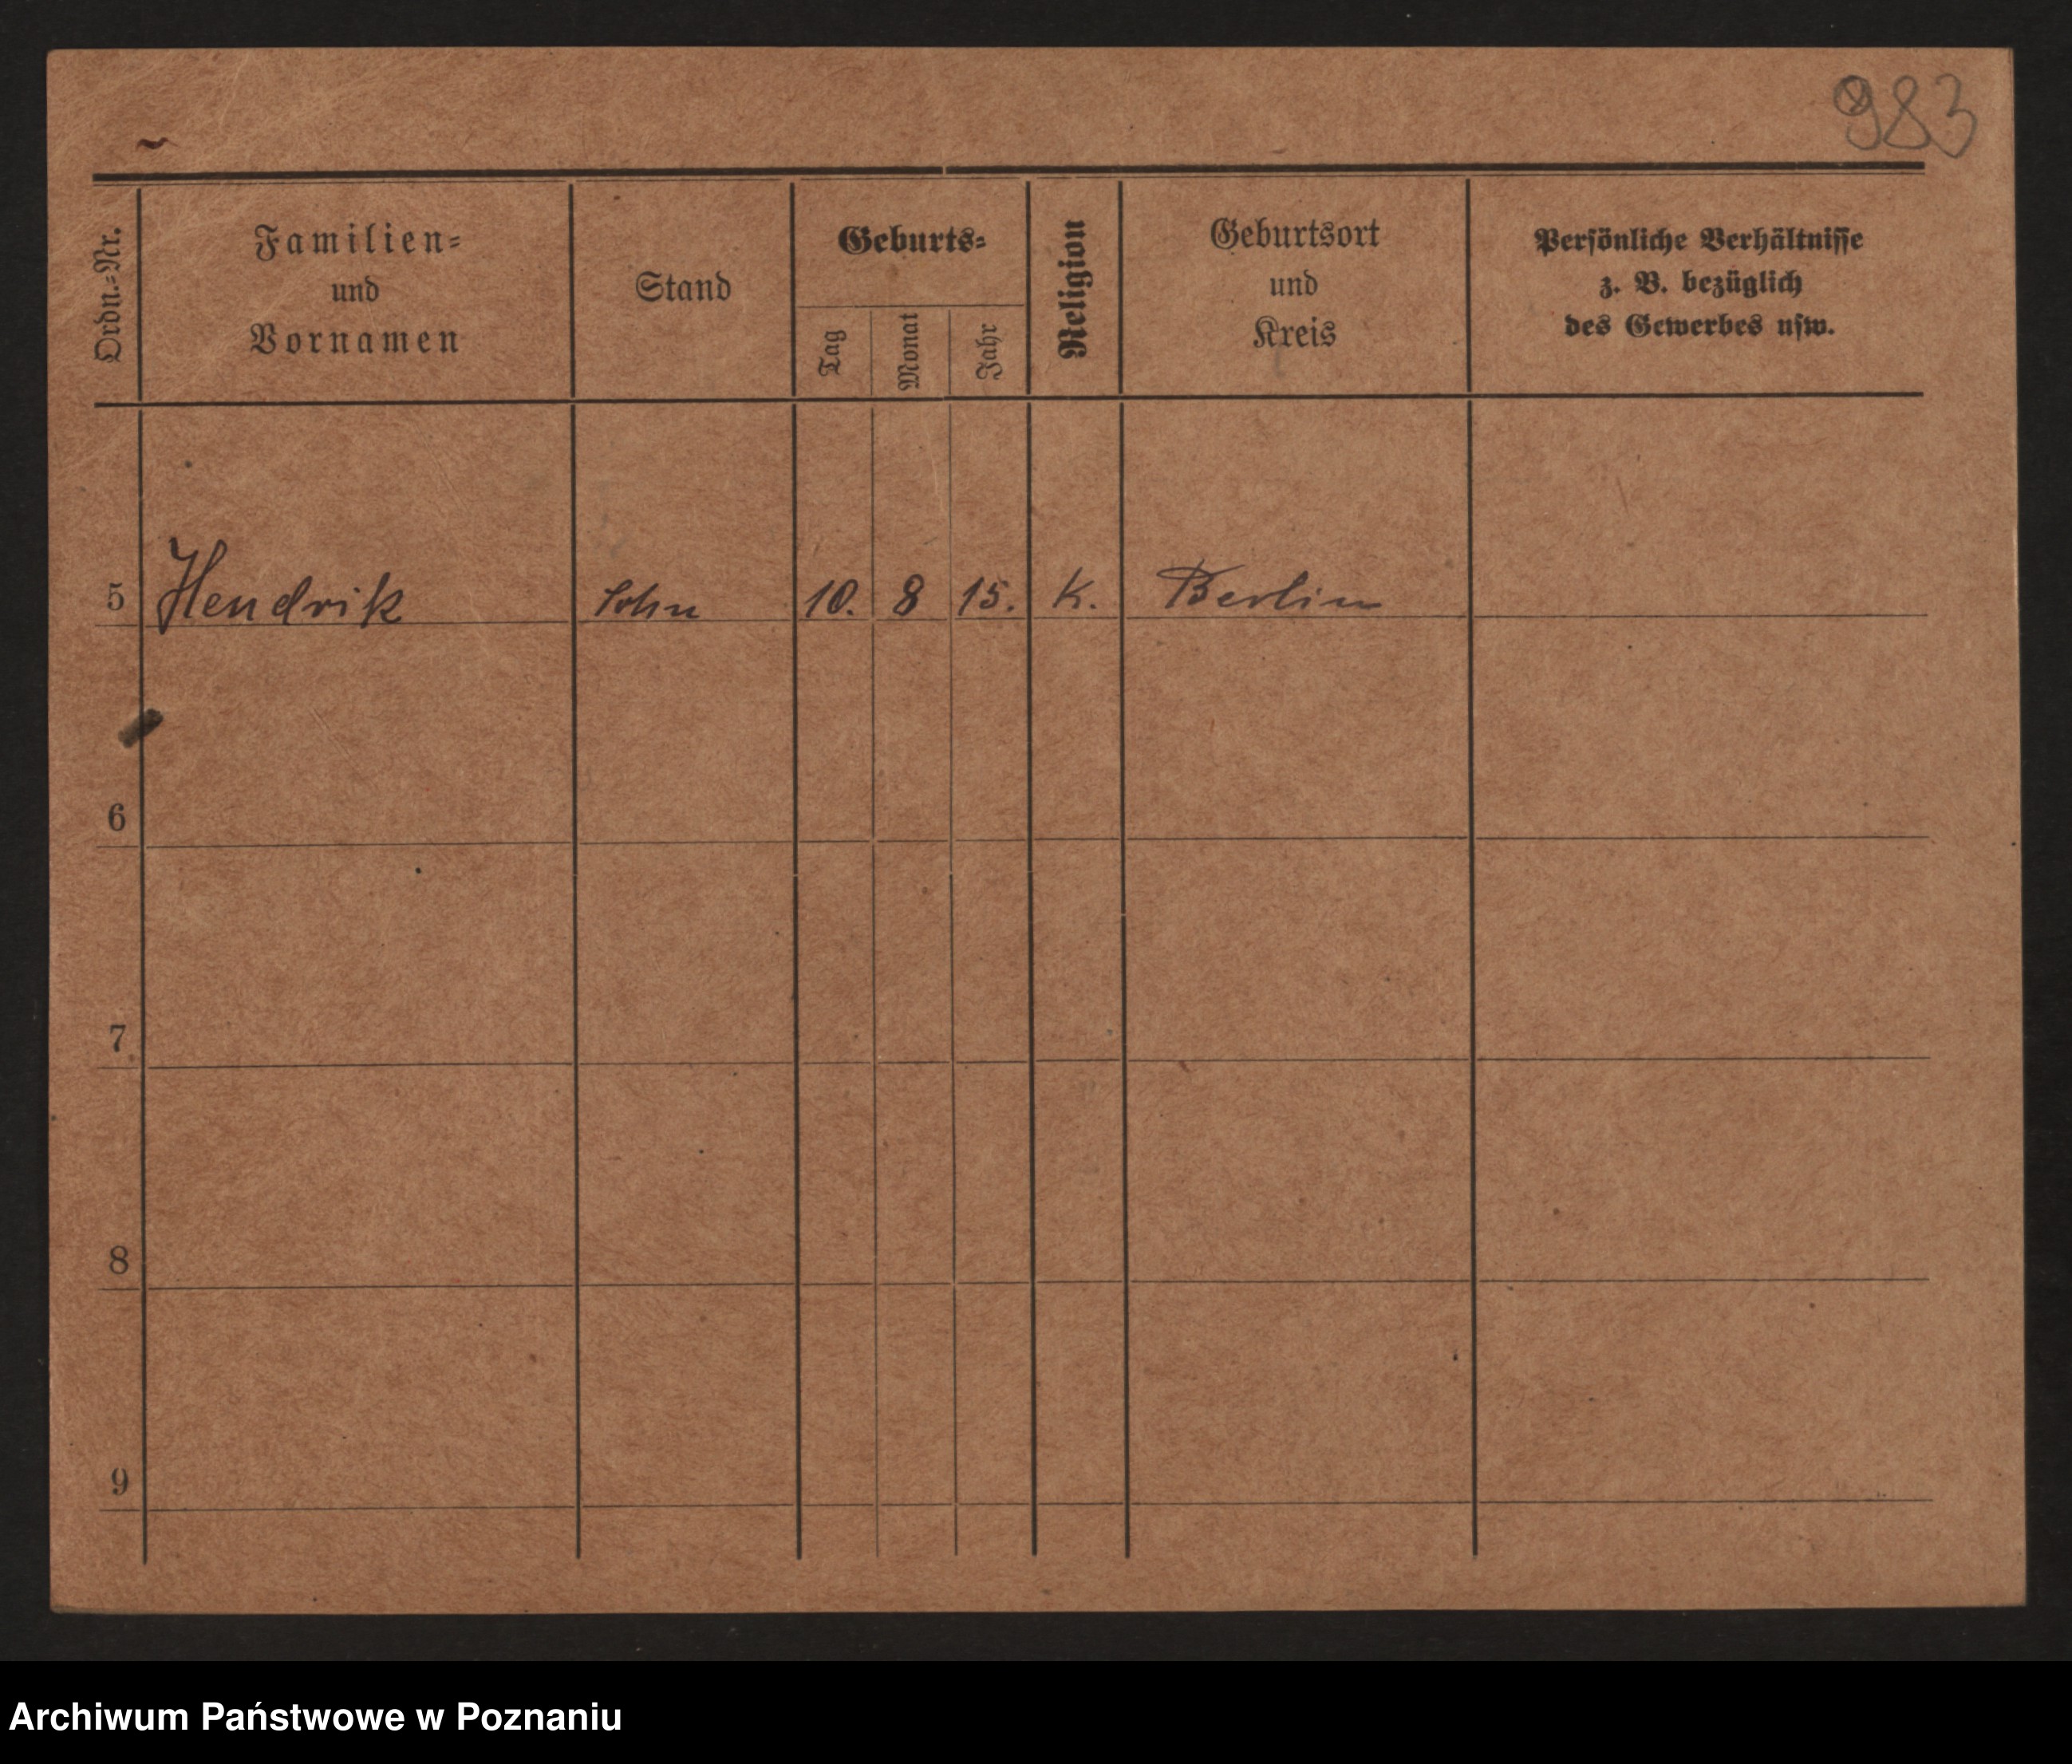 983
Ordn.-Nr.
Familien-
und
Vornamen
Stand
Geburts-
Tag
Monat
Jahr
Religion
Geburtsort
und
Kreis
Persönliche Verhältnisse
z. B. bezüglich
des Gewerbes usw.
5 Hendrik Sohn 10. 8 15. K. Berlin
6
7
8
9
Archiwum Państwowe w Poznaniu